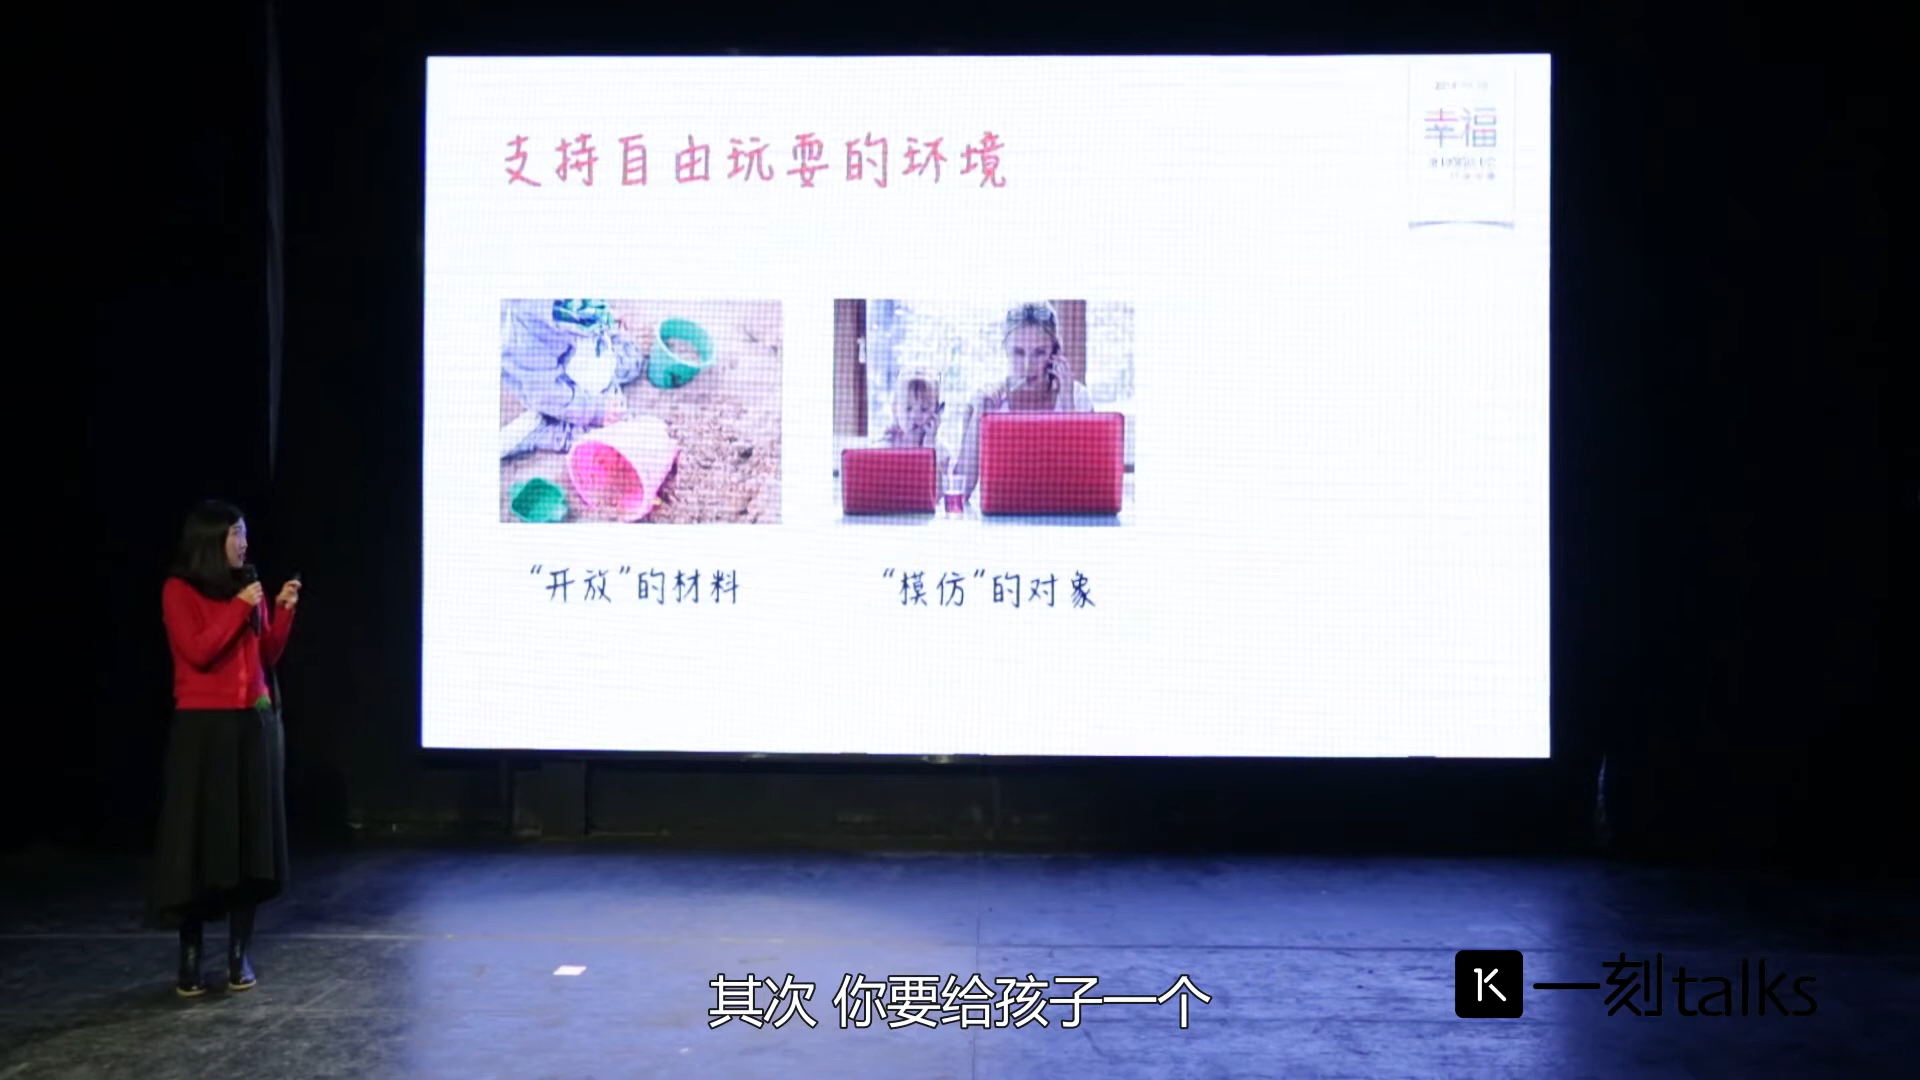 支持自由玩耍的环境
幸福
“开放”的材料
“模仿”的对象
其次 你要给孩子一个
K 一刻talks